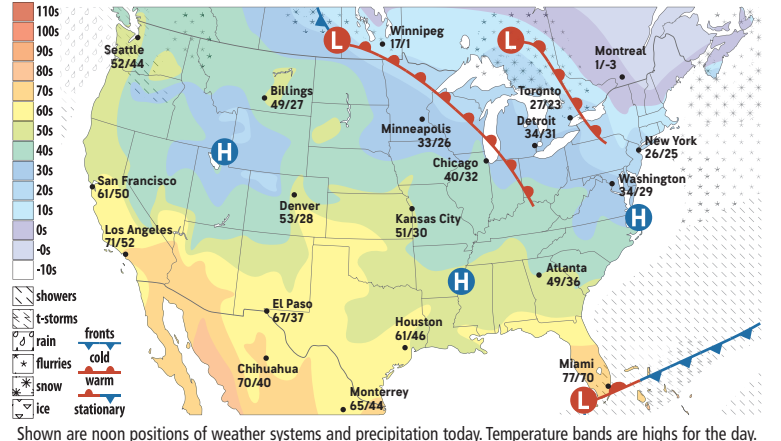 110s
100s
90s
80s
70s
60s
50s
40s
30s
20s
10s
0s
-0s
-10s
showers
t-storms
rain
flurries
snow
ice
fronts
cold
warm
stationary
Seattle
52/44
L
Winnipeg
17/1
L
Montreal
1/-3
Billings
49/27
Toronto
27/23
Minneapolis
33/26
Detroit
34/31
H
Chicago
40/32
New York
26/25
San Francisco
61/50
Denver
53/28
Kansas City
51/30
Washington
34/29
H
Los Angeles
71/52
H
Atlanta
49/36
El Paso
67/37
Houston
61/46
Chihuahua
70/40
Miami
77/70
L
Monterrey
65/44
Shown are noon positions of weather systems and precipitation today. Temperature bands are highs for the day.